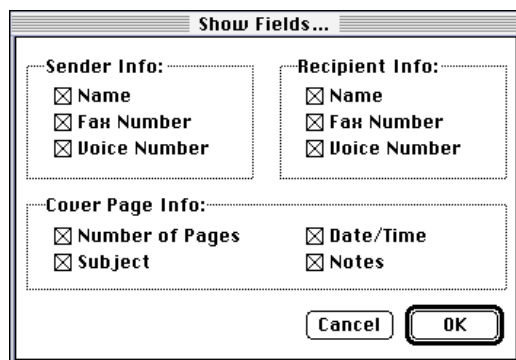 Show Fields...
Sender Info:
Name
Fax Number
Voice Number
Recipient Info:
Name
Fax Number
Voice Number
Cover Page Info:
Number of Pages
Subject
Date/Time
Notes
Cancel
OK